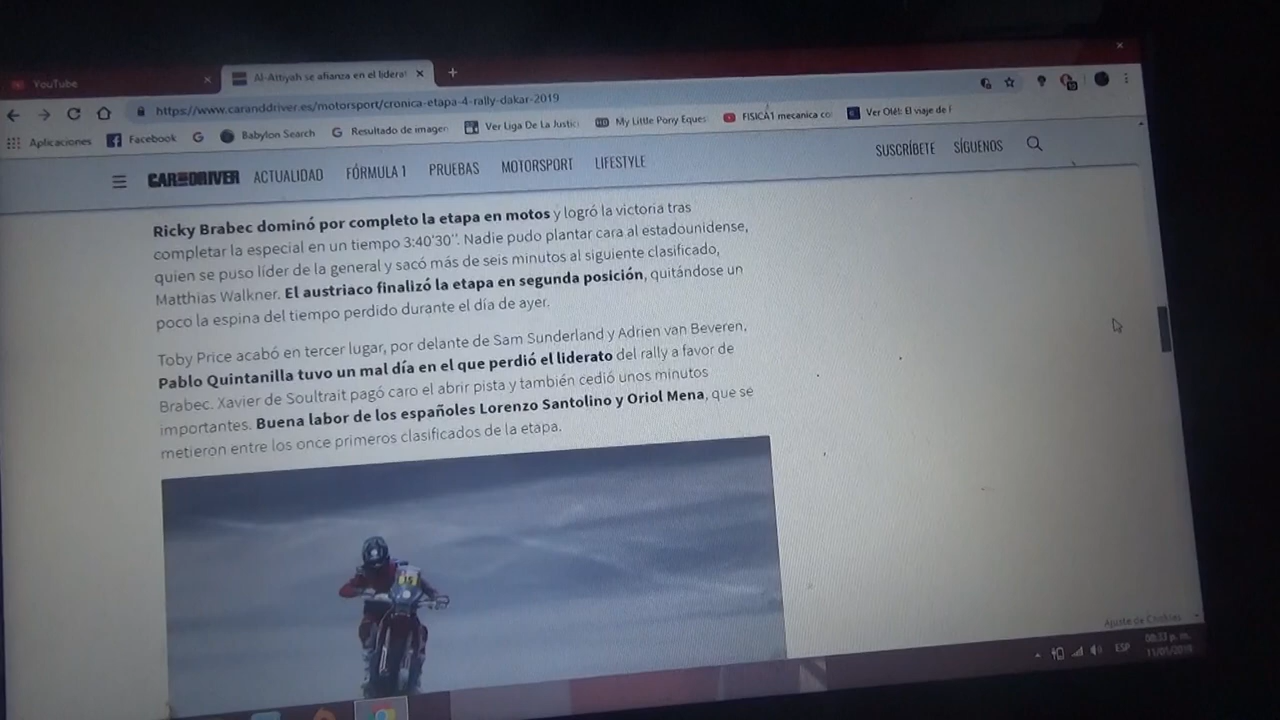 YouTube
Al-Attiyah se afianza en el liderat
https://www.caranddriver.es/motorsport/cronica-etapa-4-rally-dakar-2019
Aplicaciones Facebook Babylon Search Resultado de imagen Ver Liga De La Justic My Little Pony Eques FISICA1 mecanica co Ver Olé!: El viaje de F
CAR AND DRIVER ACTUALIDAD FÓRMULA 1 PRUEBAS MOTORSPORT LIFESTYLE SUSCRÍBETE SÍGUENOS
Ricky Brabec dominó por completo la etapa en motos y logró la victoria tras
completar la especial en un tiempo 3:40'30''. Nadie pudo plantar cara al estadounidense,
quien se puso líder de la general y sacó más de seis minutos al siguiente clasificado,
Matthias Walkner. El austriaco finalizó la etapa en segunda posición, quitándose un
poco la espina del tiempo perdido durante el día de ayer.
Toby Price acabó en tercer lugar, por delante de Sam Sunderland y Adrien van Beveren,
Pablo Quintanilla tuvo un mal día en el que perdió el liderato del rally a favor de
Brabec. Xavier de Soultrait pagó caro el abrir pista y también cedió unos minutos
importantes. Buena labor de los españoles Lorenzo Santolino y Oriol Mena, que se
metieron entre los once primeros clasificados de la etapa.
15
Ajuste de Cookies
ESP
08:33 p. m.